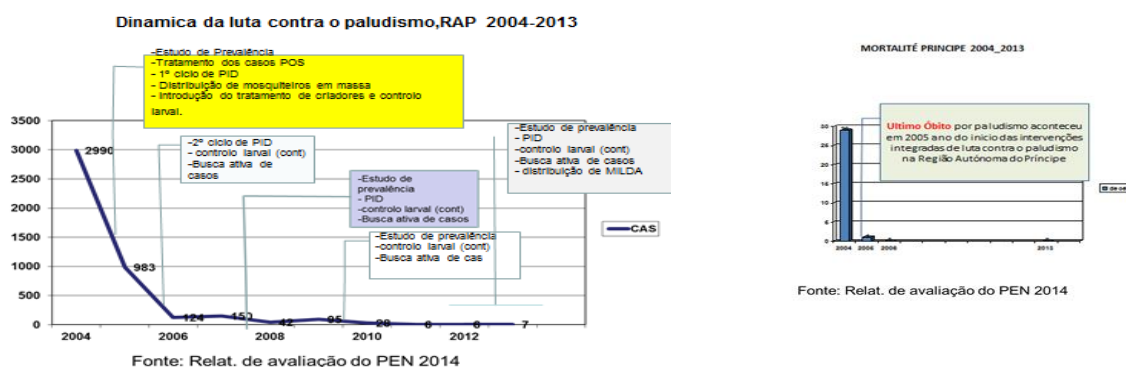 Dinamica da luta contra o paludismo,RAP 2004-2013
-Estudo de Prevalência
-Tratamento dos casos POS
- 1º ciclo de PID
- Distribuição de mosquiteiros em massa
- Introdução do tratamento de criadores e controlo
larval.
-2º ciclo de PID
- controlo larval (cont)
-Busca ativa de
casos
-Estudo de
prevalência
- PID
-controlo larval (cont)
-Busca ativa de casos
-Estudo de prevalência
-controlo larval (cont)
-Busca ativa de cas
-Estudo de prevalência
- PID
-controlo larval (cont)
-Busca ativa de casos
- distribuição de MILDA
3500
3000
2500
2000
1500
1000
500
0
2990
983
124
150
42
95
28
6
6
7
2004
2006
2008
2010
2012
CAS
Fonte: Relat. de avaliação do PEN 2014
MORTALITÉ PRINCIPE 2004_2013
Ultimo Óbito por paludismo aconteceu
em 2005 ano do inicio das intervenções
integradas de luta contra o paludismo
na Região Autónoma do Príncipe
30
25
20
15
10
5
0
2004
2013
Fonte: Relat. de avaliação do PEN 2014